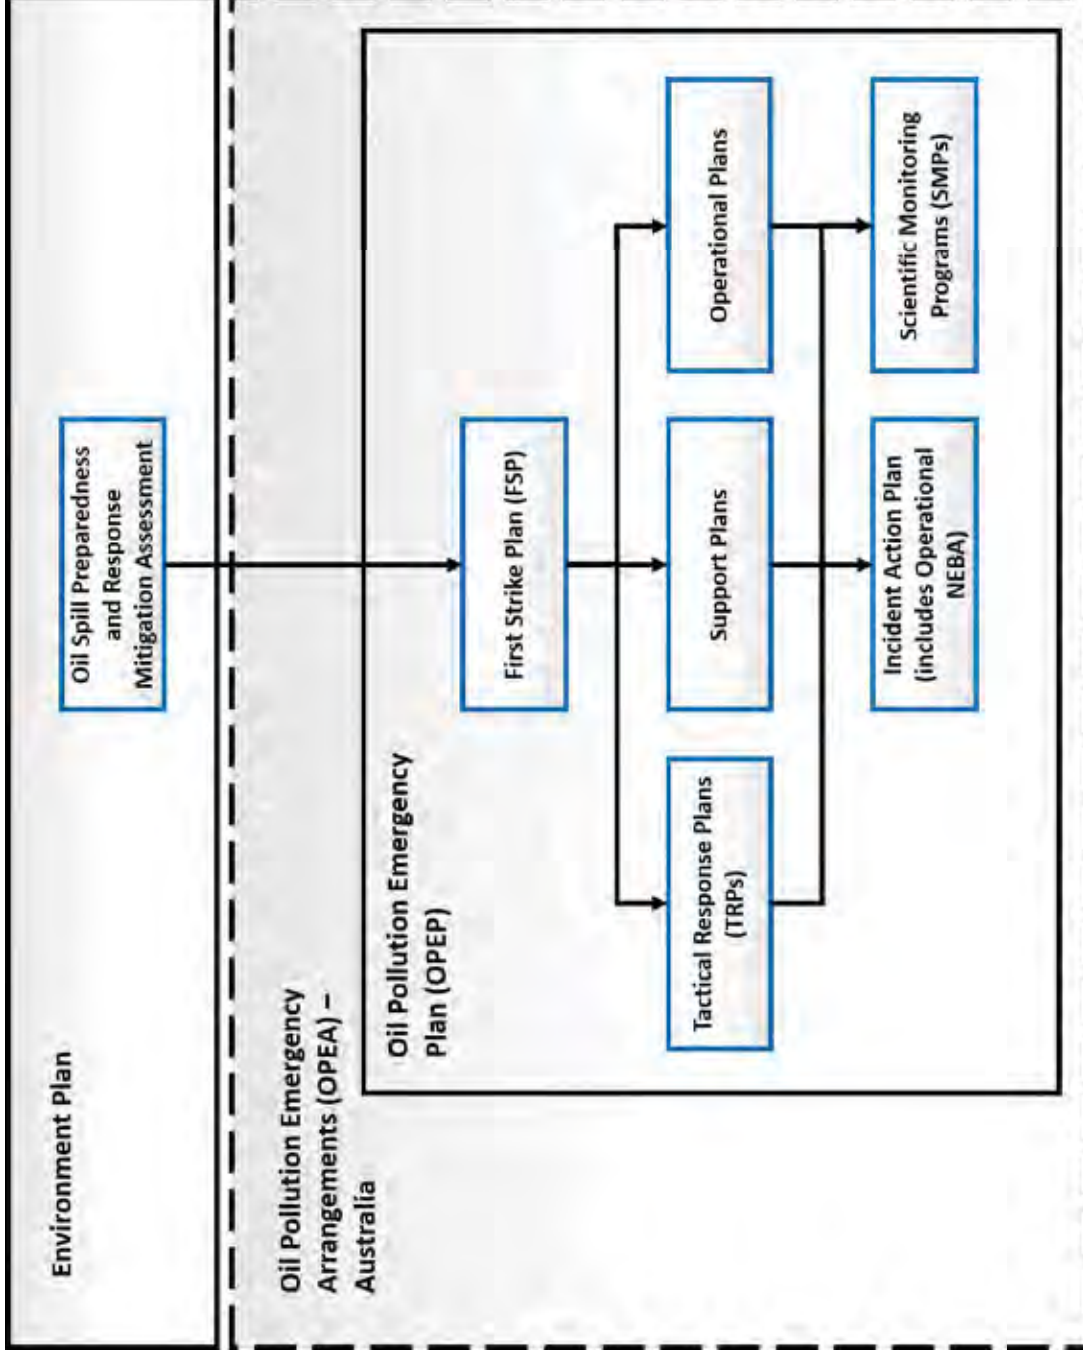 Environment Plan
Oil Spill Preparedness
and Response
Mitigation Assessment
Oil Pollution Emergency
Arrangements (OPEA) –
Australia
Oil Pollution Emergency
Plan (OPEP)
First Strike Plan (FSP)
Tactical Response Plans
(TRPs)
Support Plans
Operational Plans
Incident Action Plan
(includes Operational
NEBA)
Scientific Monitoring
Programs (SMPs)